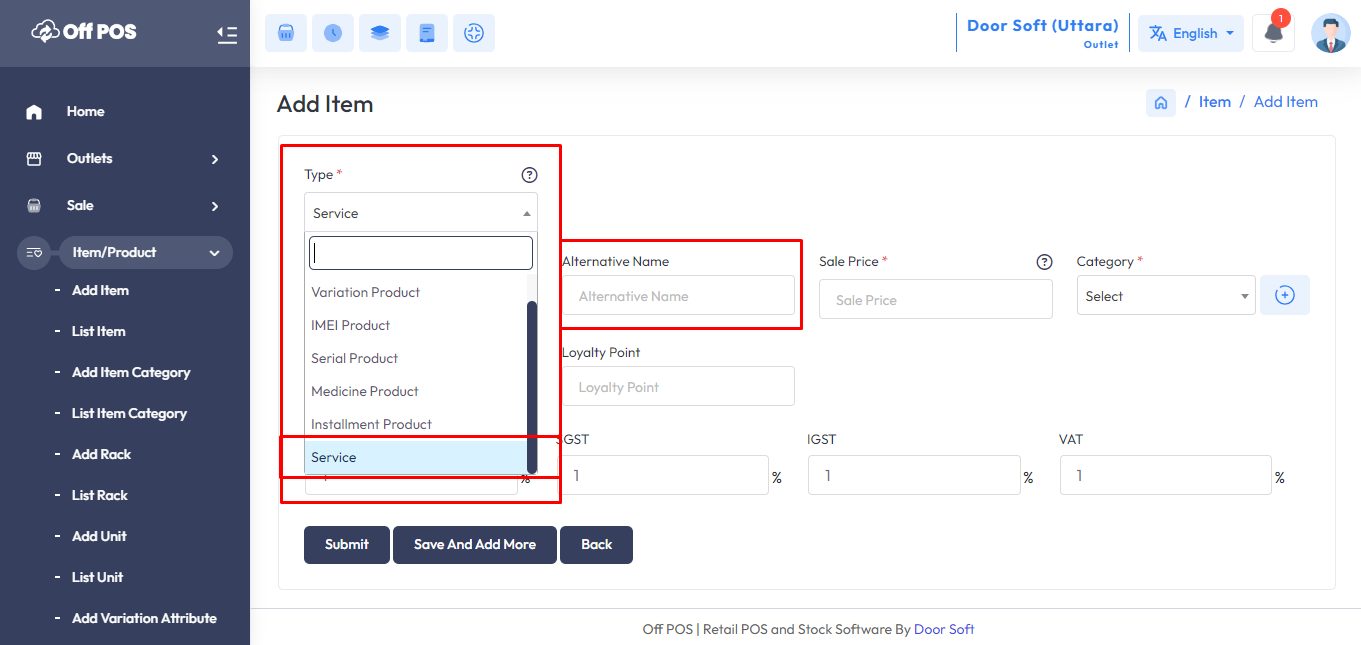 Off POS
Door Soft (Uttara)
Outlet
English
1
Home
Outlets
Sale
Item/Product
Add Item
List Item
Add Item Category
List Item Category
Add Rack
List Rack
Add Unit
List Unit
Add Variation Attribute
Add Item
/ Item / Add Item
Type *
?
Service
Variation Product
IMEI Product
Serial Product
Medicine Product
Installment Product
Service
Alternative Name
Alternative Name
Sale Price *
?
Sale Price
Category *
Select
Loyalty Point
Loyalty Point
%
SGST
1
%
IGST
1
%
VAT
1
%
Submit
Save And Add More
Back
Off POS | Retail POS and Stock Software By Door Soft